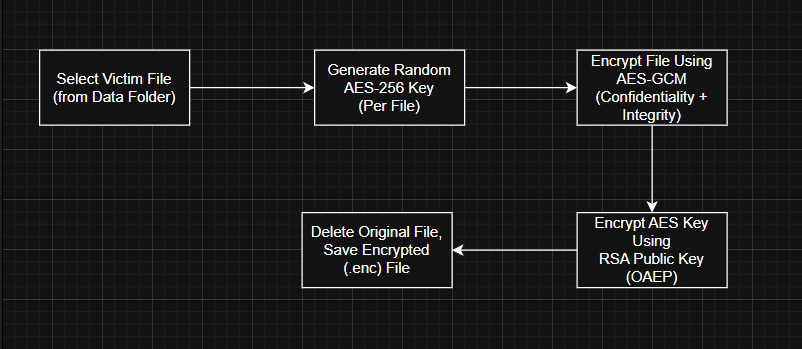 Select Victim File
(from Data Folder)
Generate Random
AES-256 Key
(Per File)
Encrypt File Using
AES-GCM
(Confidentiality +
Integrity)
Encrypt AES Key
Using
RSA Public Key
(OAEP)
Delete Original File,
Save Encrypted
(.enc) File